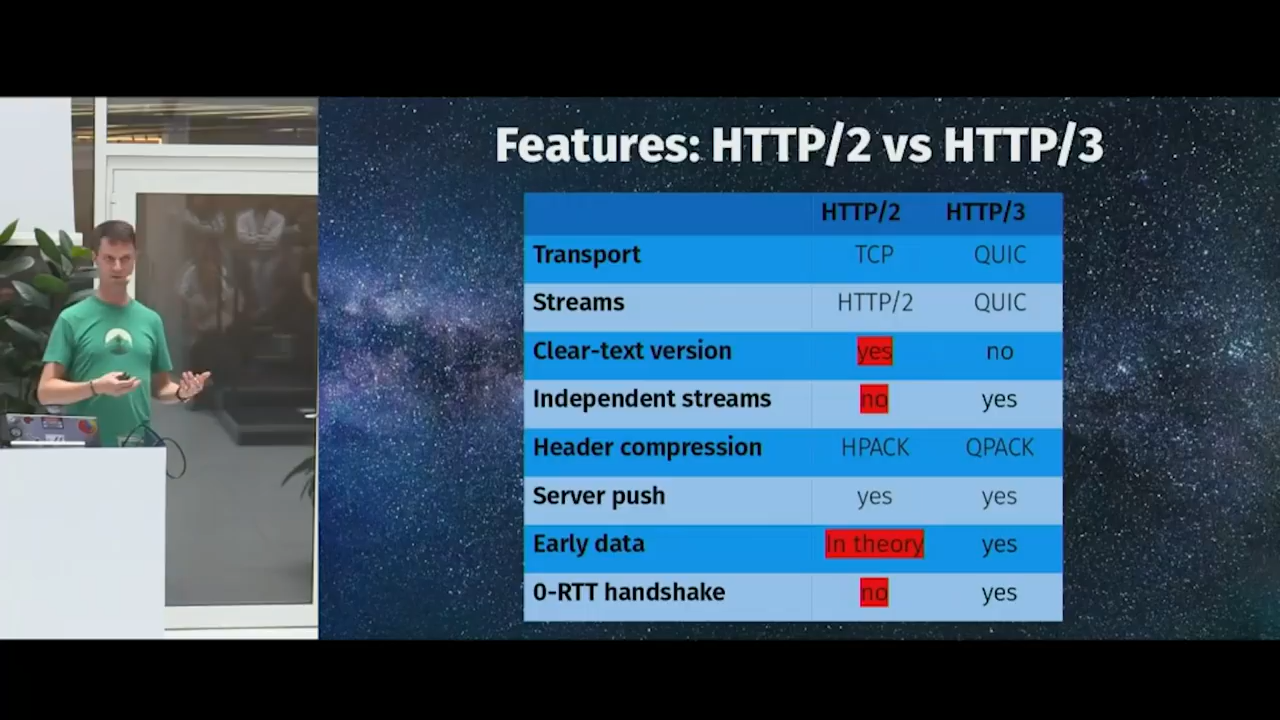 Features: HTTP/2 vs HTTP/3
HTTP/2 HTTP/3
Transport TCP QUIC
Streams HTTP/2 QUIC
Clear-text version yes no
Independent streams no yes
Header compression HPACK QPACK
Server push yes yes
Early data In theory yes
0-RTT handshake no yes